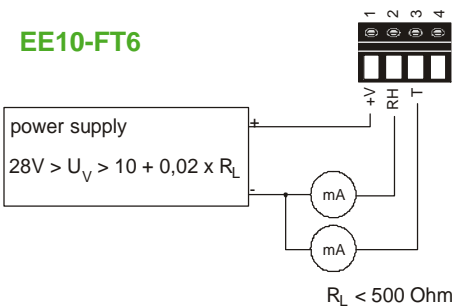 EE10-FT6
1 2 3 4
+V RH T
power supply
+
28V > U_V > 10 + 0,02 x R_L
-
mA
mA
R_L < 500 Ohm